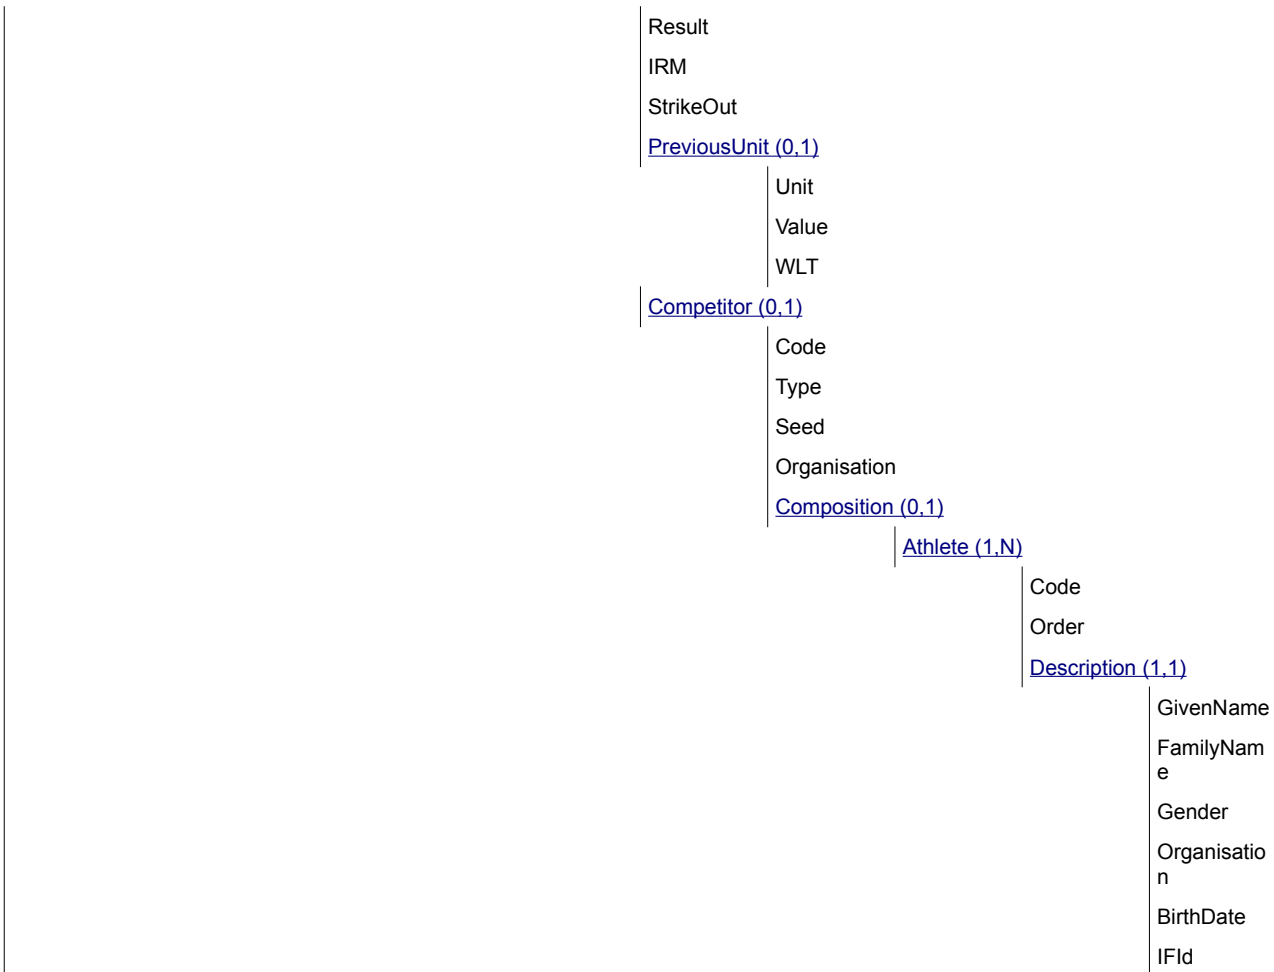 Result
IRM
StrikeOut
PreviousUnit (0,1)
Unit
Value
WLT
Competitor (0,1)
Code
Type
Seed
Organisation
Composition (0,1)
Athlete (1,N)
Code
Order
Description (1,1)
GivenName
FamilyNam
e
Gender
Organisatio
n
BirthDate
IFId